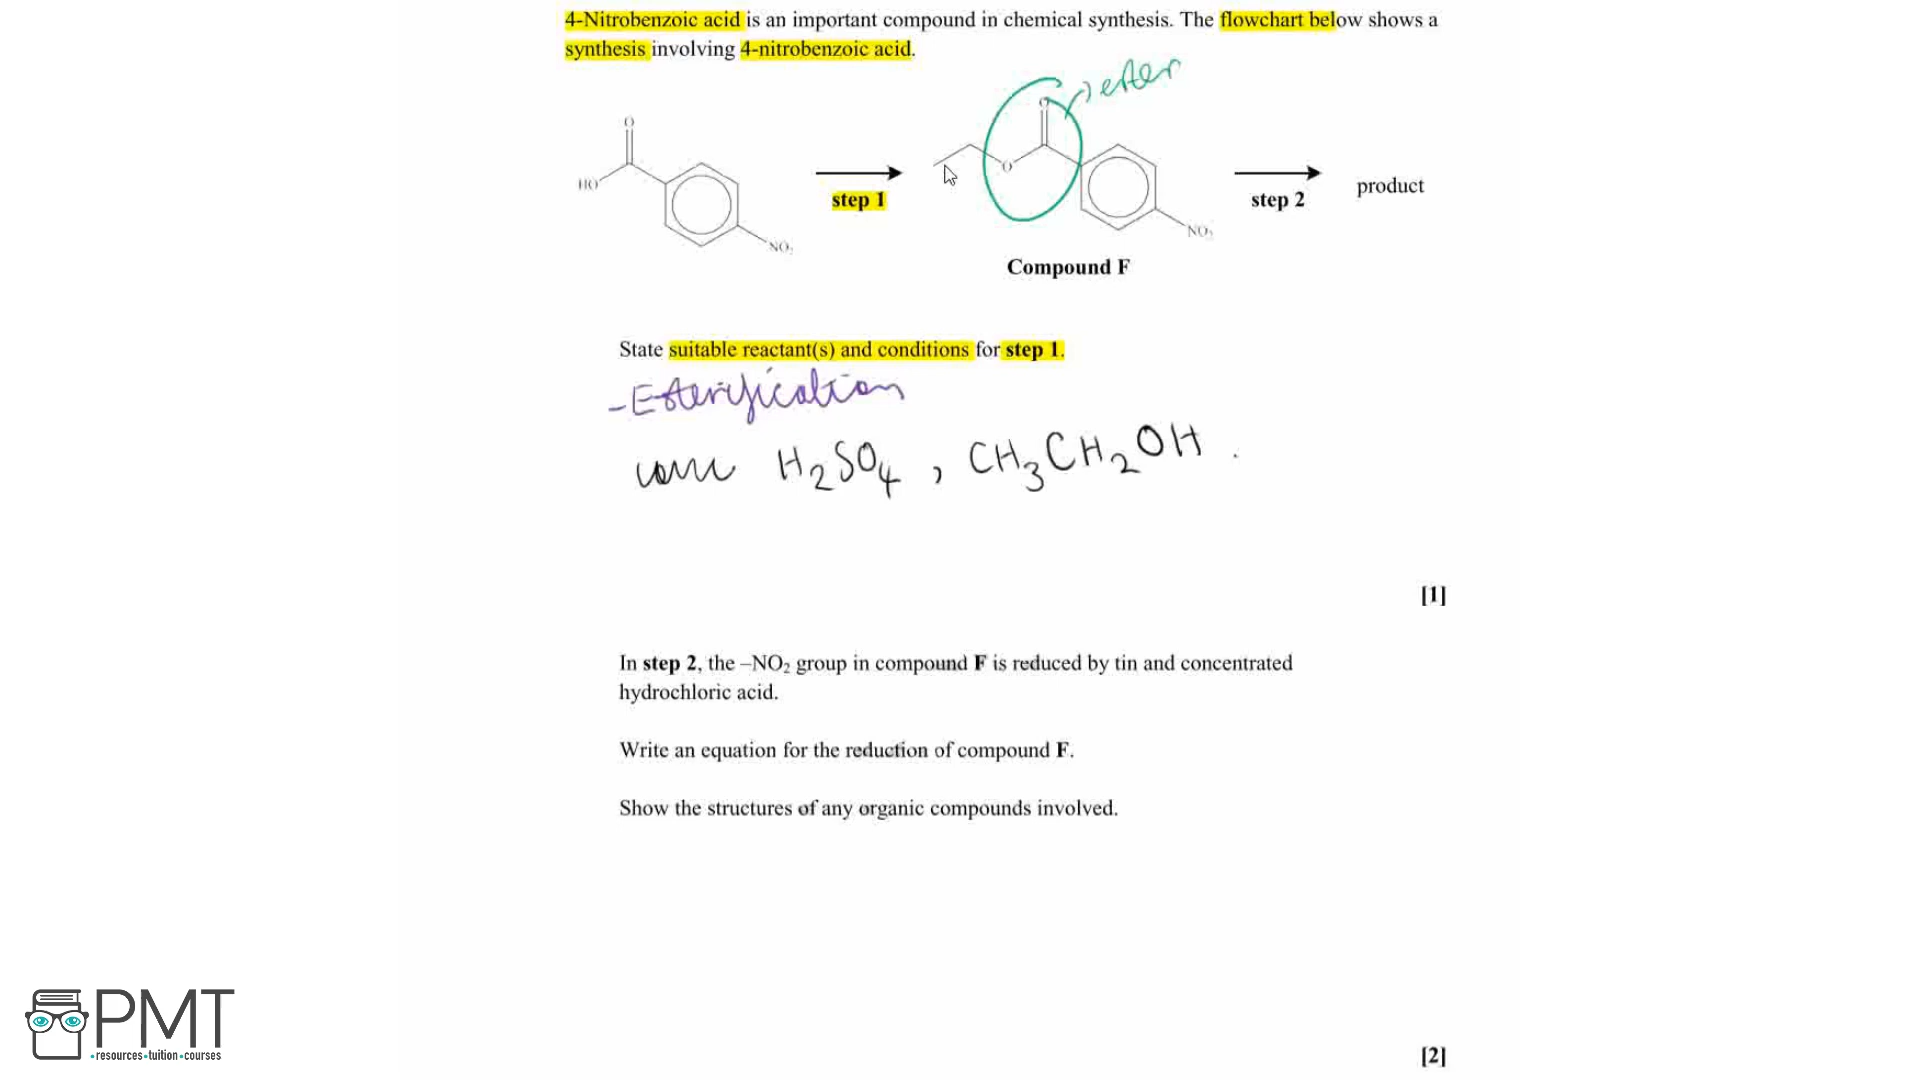 4-Nitrobenzoic acid is an important compound in chemical synthesis. The flowchart below shows a
synthesis involving 4-nitrobenzoic acid.
ester
O
HO
NO₂
step 1
O
O
NO₂
step 2
product
Compound F
State suitable reactant(s) and conditions for step 1.
-Esterification
conc H₂SO₄, CH₃CH₂OH.
[1]
In step 2, the –NO₂ group in compound F is reduced by tin and concentrated
hydrochloric acid.
Write an equation for the reduction of compound F.
Show the structures of any organic compounds involved.
[2]
PMT
•resources•tuition•courses